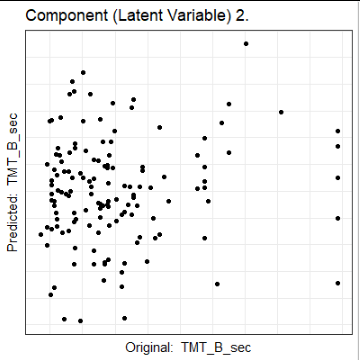 Component (Latent Variable) 2.
Predicted:  TMT_B_sec
Original:  TMT_B_sec